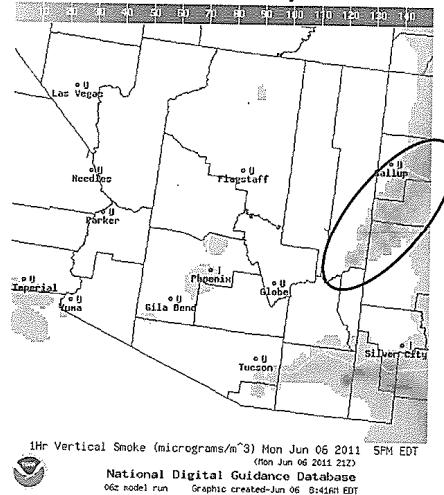 10 20 30 40 50 60 70 80 90 100 110 120 130 140
Las Vegas
Gallup
Needles
Flagstaff
Parker
Phoenix
Imperial
Globe
Yuma
Gila Bend
Silver City
Tucson
1Hr Vertical Smoke (micrograms/m^3) Mon Jun 06 2011 5PM EDT
(Mon Jun 06 2011 21Z)
National Digital Guidance Database
06z model run Graphic created-Jun 06 8:41AM EDT